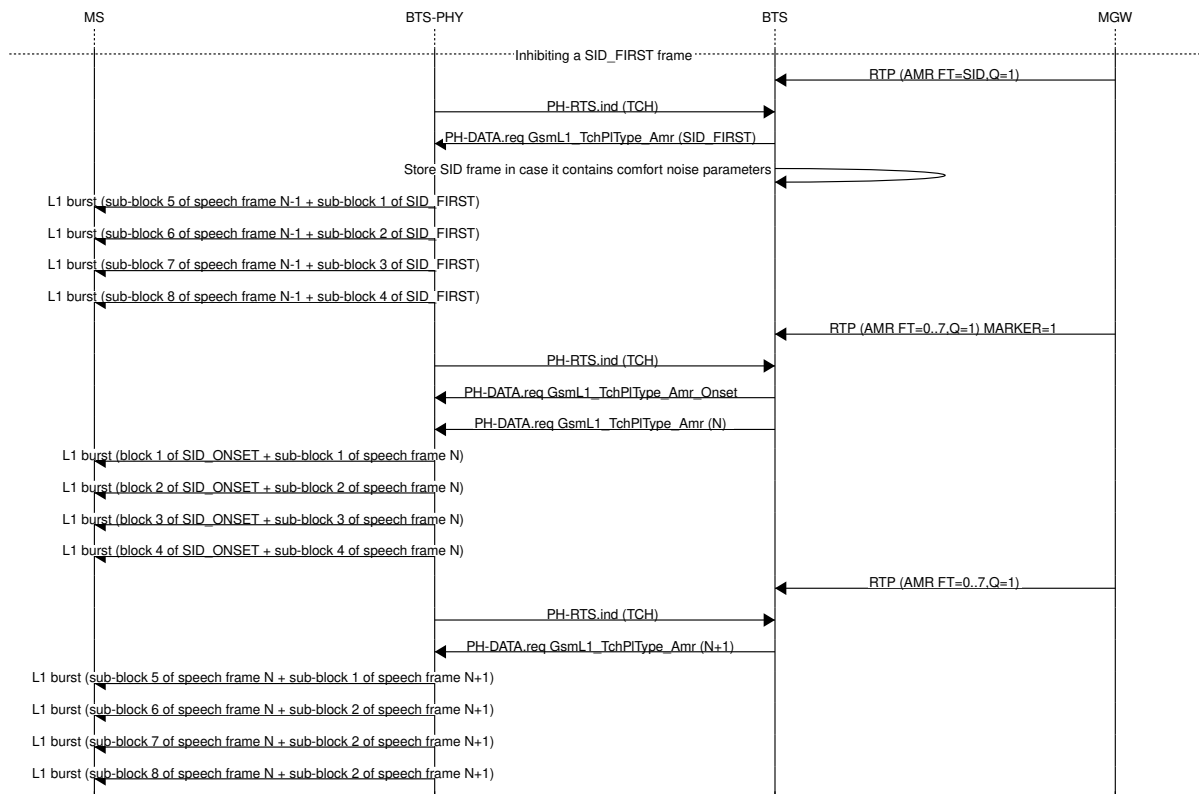 MS BTS-PHY BTS MGW
Inhibiting a SID_FIRST frame
RTP (AMR FT=SID,Q=1)
PH-RTS.ind (TCH)
PH-DATA.req GsmL1_TchPlType_Amr (SID_FIRST)
Store SID frame in case it contains comfort noise parameters
L1 burst (sub-block 5 of speech frame N-1 + sub-block 1 of SID_FIRST)
L1 burst (sub-block 6 of speech frame N-1 + sub-block 2 of SID_FIRST)
L1 burst (sub-block 7 of speech frame N-1 + sub-block 3 of SID_FIRST)
L1 burst (sub-block 8 of speech frame N-1 + sub-block 4 of SID_FIRST)
RTP (AMR FT=0..7,Q=1) MARKER=1
PH-RTS.ind (TCH)
PH-DATA.req GsmL1_TchPlType_Amr_Onset
PH-DATA.req GsmL1_TchPlType_Amr (N)
L1 burst (block 1 of SID_ONSET + sub-block 1 of speech frame N)
L1 burst (block 2 of SID_ONSET + sub-block 2 of speech frame N)
L1 burst (block 3 of SID_ONSET + sub-block 3 of speech frame N)
L1 burst (block 4 of SID_ONSET + sub-block 4 of speech frame N)
RTP (AMR FT=0..7,Q=1)
PH-RTS.ind (TCH)
PH-DATA.req GsmL1_TchPlType_Amr (N+1)
L1 burst (sub-block 5 of speech frame N + sub-block 1 of speech frame N+1)
L1 burst (sub-block 6 of speech frame N + sub-block 2 of speech frame N+1)
L1 burst (sub-block 7 of speech frame N + sub-block 2 of speech frame N+1)
L1 burst (sub-block 8 of speech frame N + sub-block 2 of speech frame N+1)